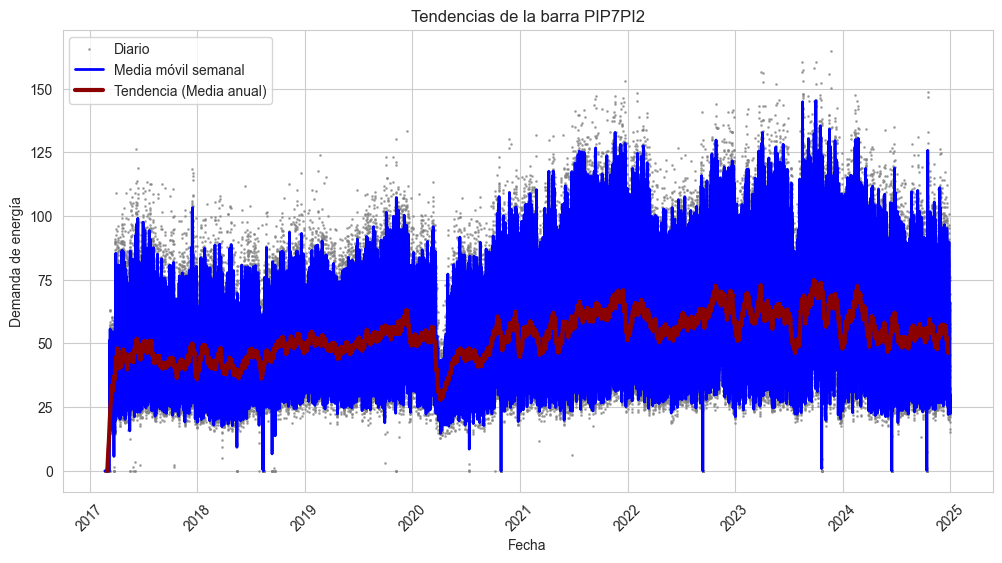 Tendencias de la barra PIP7PI2
Diario
Media móvil semanal
Tendencia (Media anual)
Demanda de energía
150
125
100
75
50
25
0
2017
2018
2019
2020
2021
2022
2023
2024
2025
Fecha